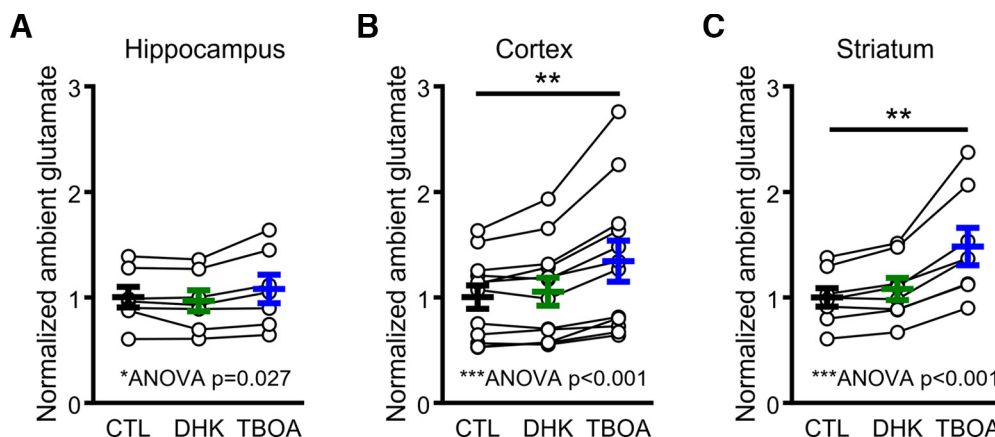 A
Hippocampus
Normalized ambient glutamate
3
2
1
0
*ANOVA p=0.027
CTL DHK TBOA
B
Cortex
Normalized ambient glutamate
3
2
1
0
**
***ANOVA p<0.001
CTL DHK TBOA
C
Striatum
Normalized ambient glutamate
3
2
1
0
**
***ANOVA p<0.001
CTL DHK TBOA